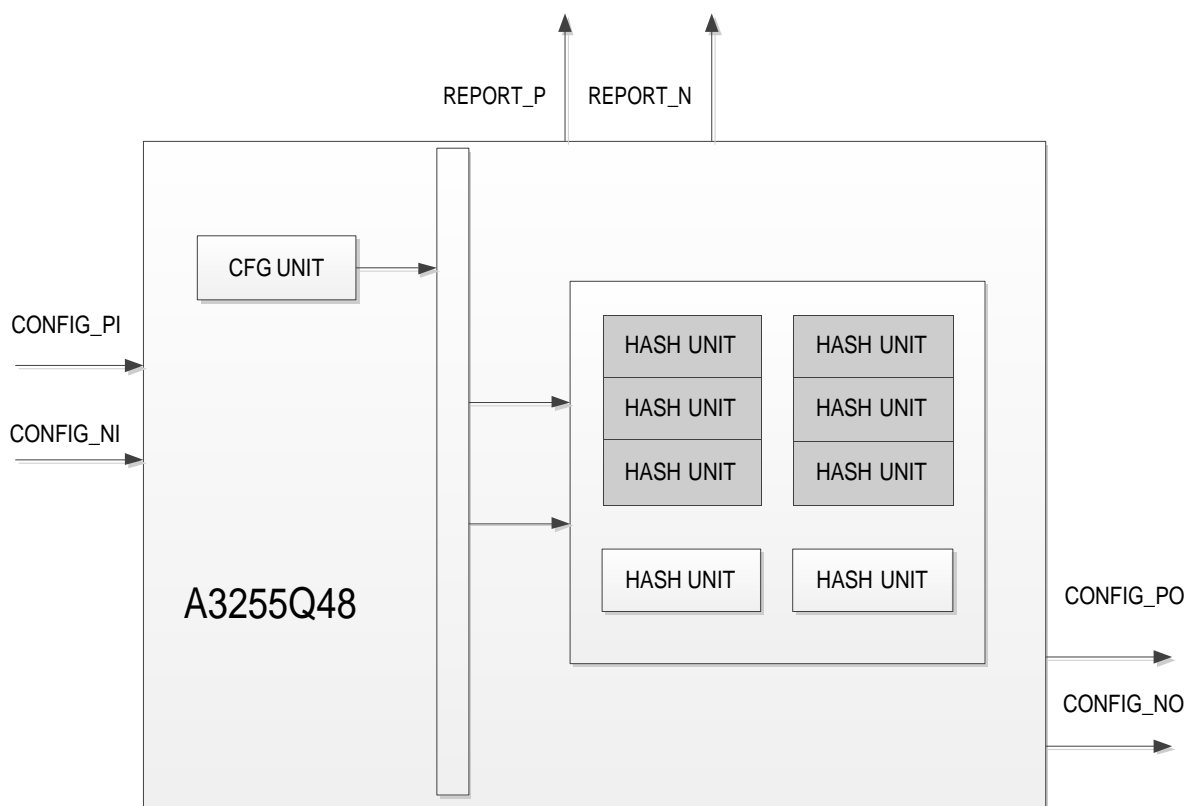 REPORT_P
REPORT_N
CFG UNIT
CONFIG_PI
CONFIG_NI
HASH UNIT
HASH UNIT
HASH UNIT
HASH UNIT
HASH UNIT
HASH UNIT
HASH UNIT
HASH UNIT
A3255Q48
CONFIG_PO
CONFIG_NO